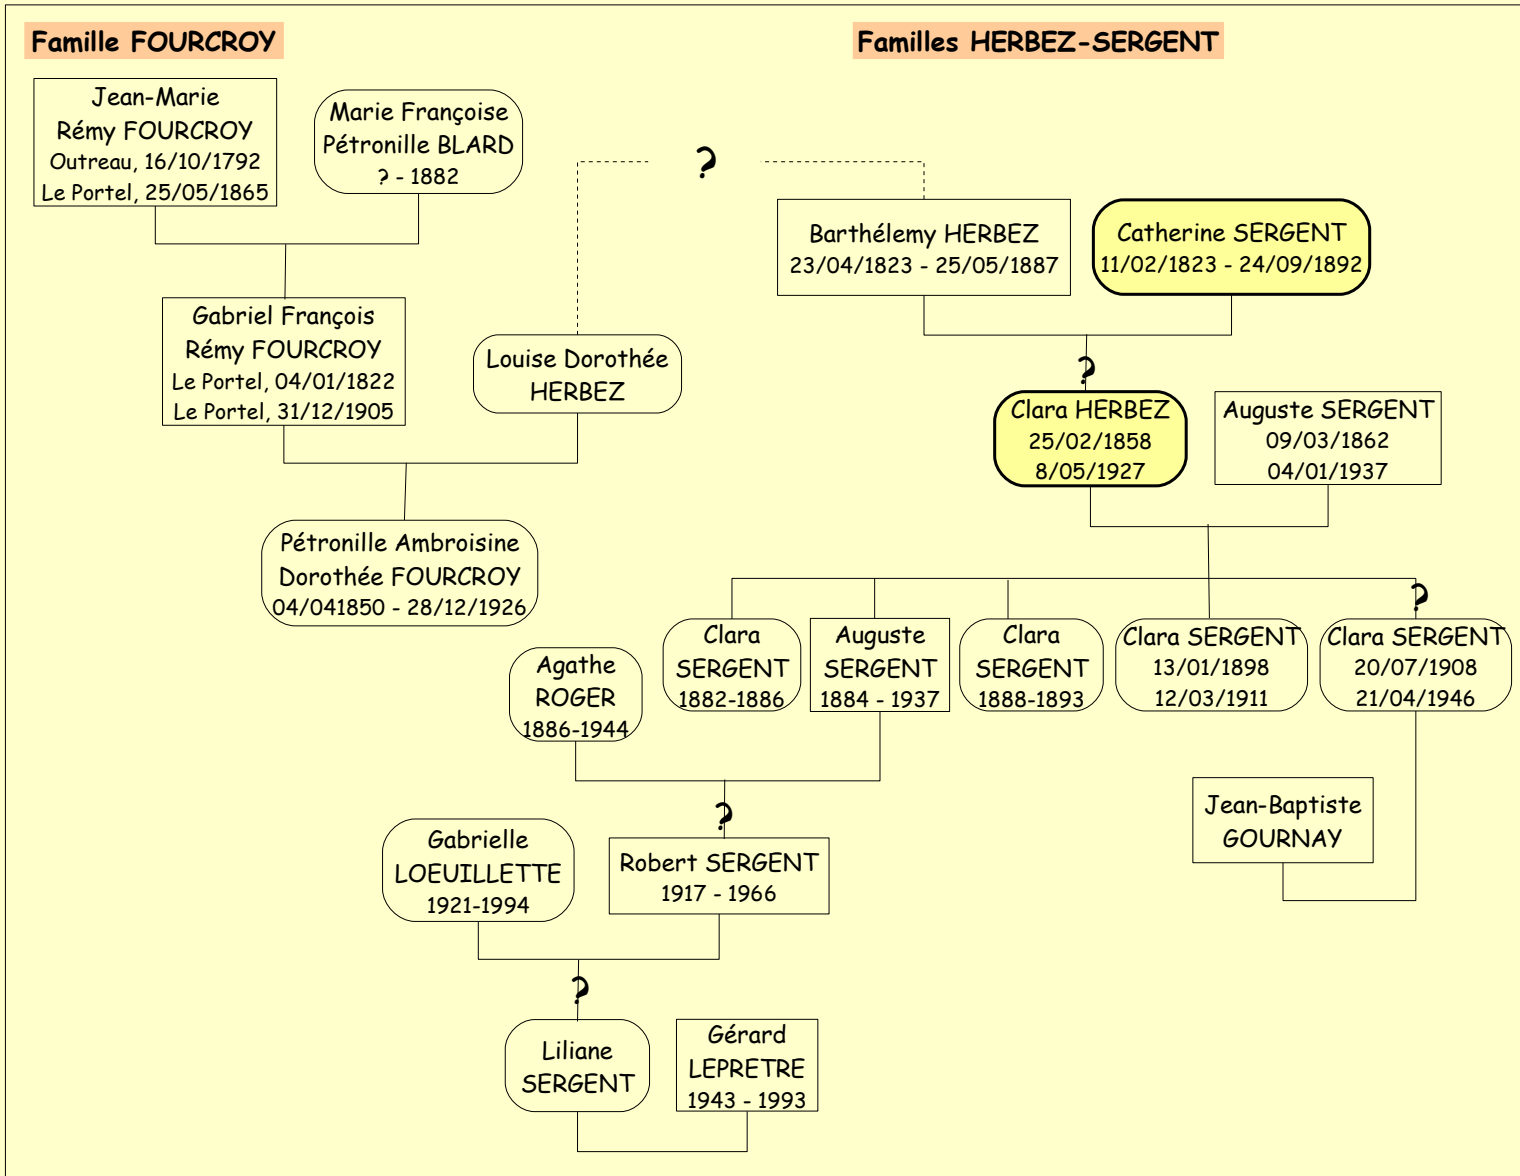 Famille FOURCROY
Familles HERBEZ-SERGENT
Jean-Marie
Rémy FOURCROY
Outreau, 16/10/1792
Le Portel, 25/05/1865
Marie Françoise
Pétronille BLARD
? - 1882
?
Barthélemy HERBEZ
23/04/1823 - 25/05/1887
Catherine SERGENT
11/02/1823 - 24/09/1892
Gabriel François
Rémy FOURCROY
Le Portel, 04/01/1822
Le Portel, 31/12/1905
Louise Dorothée
HERBEZ
?
Clara HERBEZ
25/02/1858
8/05/1927
Auguste SERGENT
09/03/1862
04/01/1937
Pétronille Ambroisine
Dorothée FOURCROY
04/041850 - 28/12/1926
Clara
SERGENT
1882-1886
Auguste
SERGENT
1884 - 1937
Clara
SERGENT
1888-1893
Clara SERGENT
13/01/1898
12/03/1911
?
Clara SERGENT
20/07/1908
21/04/1946
Agathe
ROGER
1886-1944
Jean-Baptiste
GOURNAY
Gabrielle
LOEUILLETTE
1921-1994
?
Robert SERGENT
1917 - 1966
?
Liliane
SERGENT
Gérard
LEPRETRE
1943 - 1993